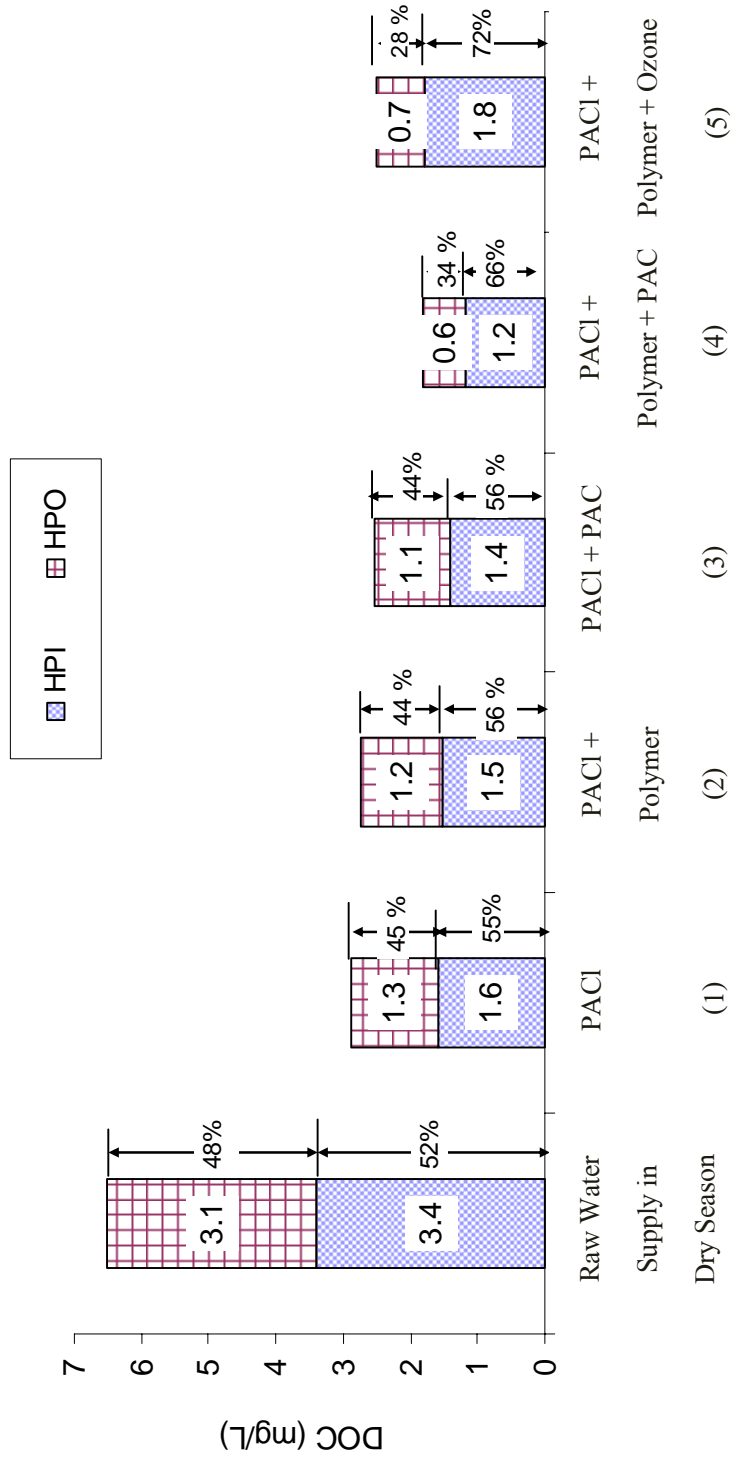 HPI HPO
DOC (mg/L)
7
6
5
4
3
2
1
0
3.1
3.4
48%
52%
1.3
1.6
45 %
55%
1.2
1.5
44 %
56 %
1.1
1.4
44%
56 %
0.6
1.2
34 %
66%
0.7
1.8
28 %
72%
Raw Water
Supply in
Dry Season
PACl
(1)
PACl +
Polymer
(2)
PACl + PAC
(3)
PACl +
Polymer + PAC
(4)
PACl +
Polymer + Ozone
(5)